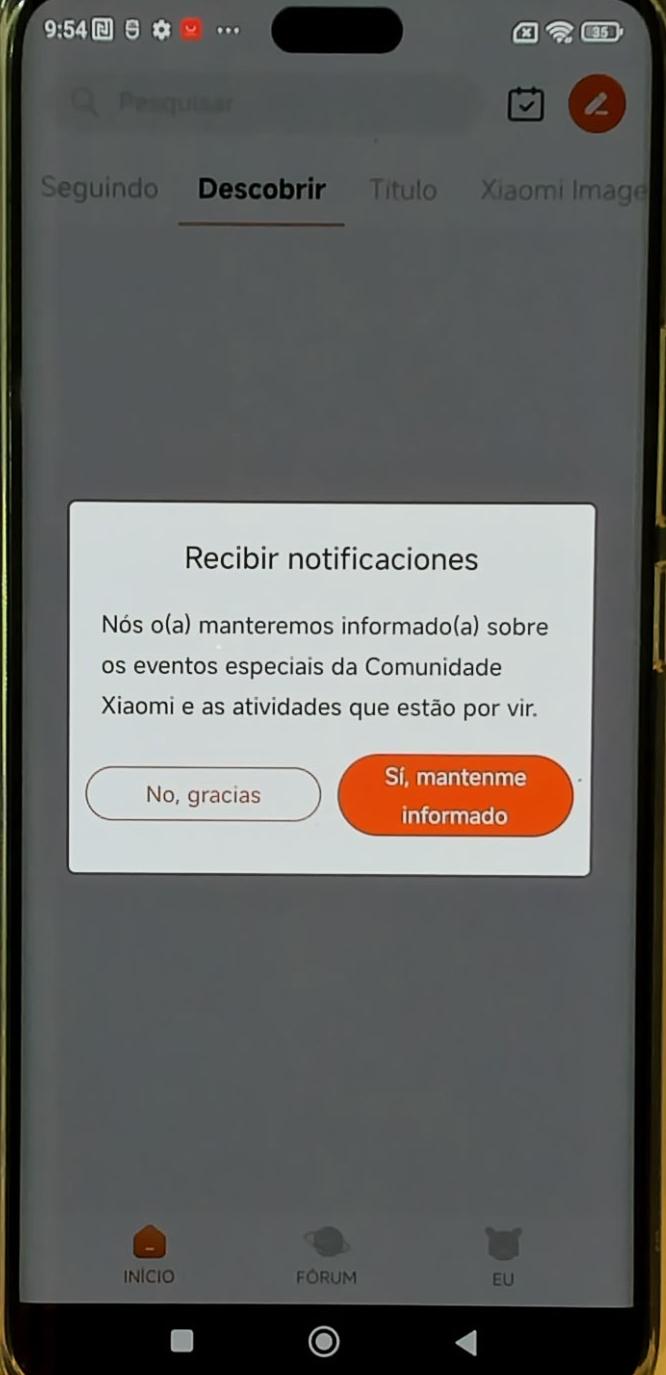 9:54
35
Pesquisar
Seguindo Descobrir Título Xiaomi Image
Recibir notificaciones
Nós o(a) manteremos informado(a) sobre
os eventos especiais da Comunidade
Xiaomi e as atividades que estão por vir.
No, gracias
Sí, mantenme
informado
INÍCIO FÓRUM EU